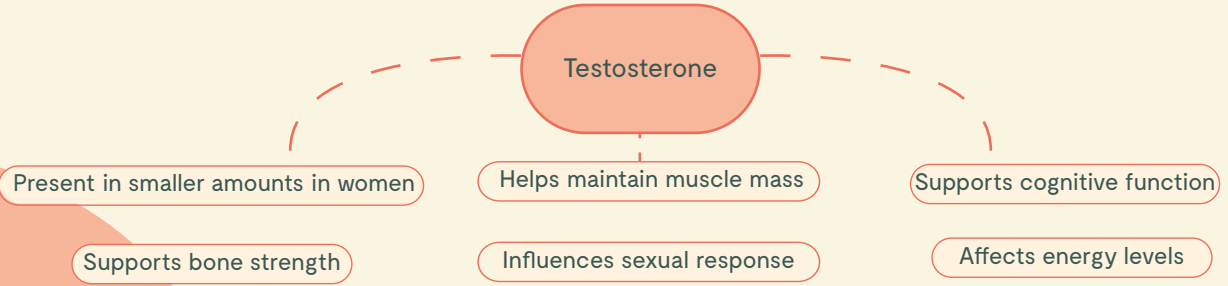 Testosterone
Present in smaller amounts in women
Helps maintain muscle mass
Supports cognitive function
Supports bone strength
Influences sexual response
Affects energy levels